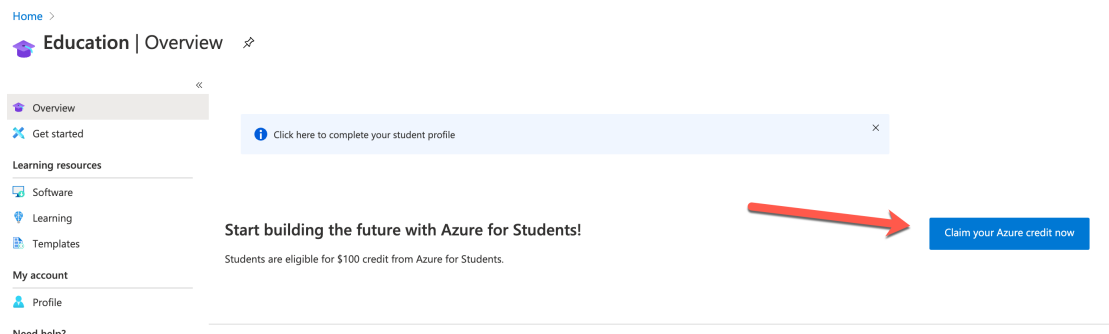 Home >
Education | Overview
«
Overview
Get started
Learning resources
Software
Learning
Templates
My account
Profile
Need help?
Click here to complete your student profile
Start building the future with Azure for Students!
Students are eligible for $100 credit from Azure for Students.
Claim your Azure credit now